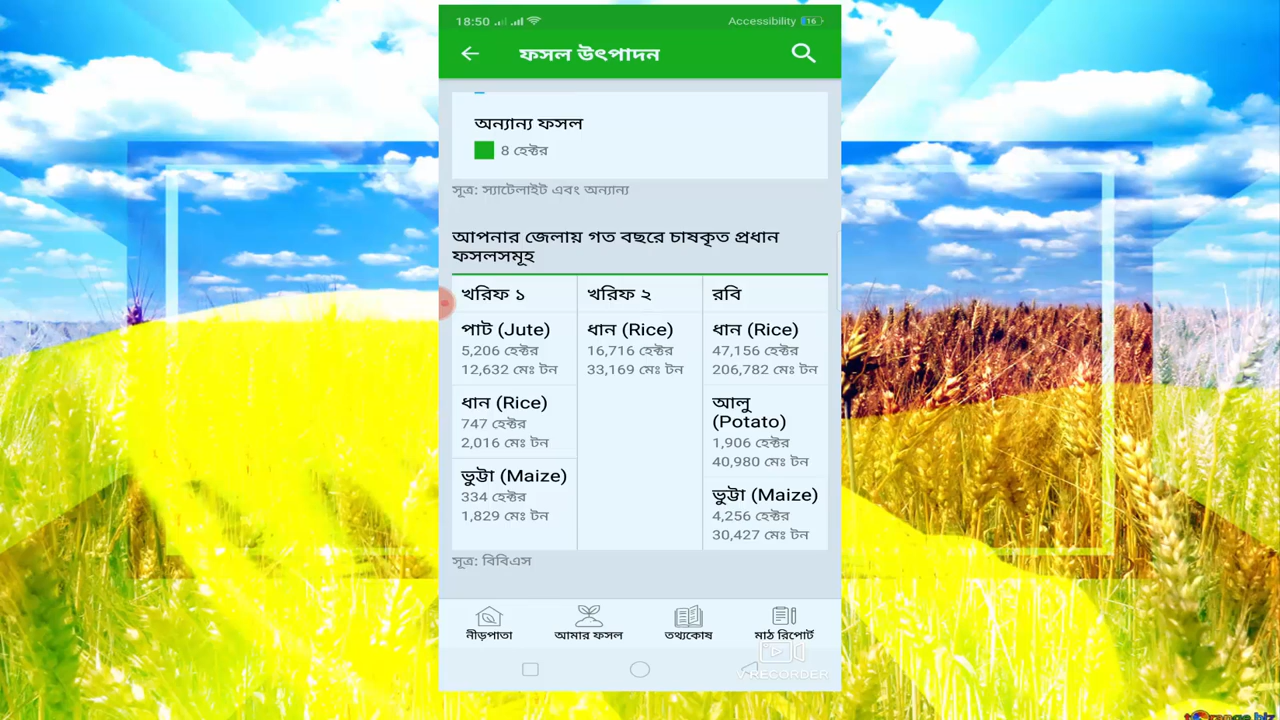 18:50
Accessibility 16
ফসল উৎপাদন
অন্যান্য ফসল
8 হেক্টর
সূত্র: স্যাটেলাইট এবং অন্যান্য
আপনার জেলায় গত বছরে চাষকৃত প্রধান
ফসলসমূহ
খরিফ ১
পাট (Jute)
5,206 হেক্টর
12,632 মেঃ টন
ধান (Rice)
747 হেক্টর
2,016 মেঃ টন
ভুট্টা (Maize)
334 হেক্টর
1,829 মেঃ টন
খরিফ ২
ধান (Rice)
16,716 হেক্টর
33,169 মেঃ টন
রবি
ধান (Rice)
47,156 হেক্টর
206,782 মেঃ টন
আলু
(Potato)
1,906 হেক্টর
40,980 মেঃ টন
ভুট্টা (Maize)
4,256 হেক্টর
30,427 মেঃ টন
সূত্র: বিবিএস
নীড়পাতা আমার ফসল তথ্যকোষ মাঠ রিপোর্ট
V RECORDER